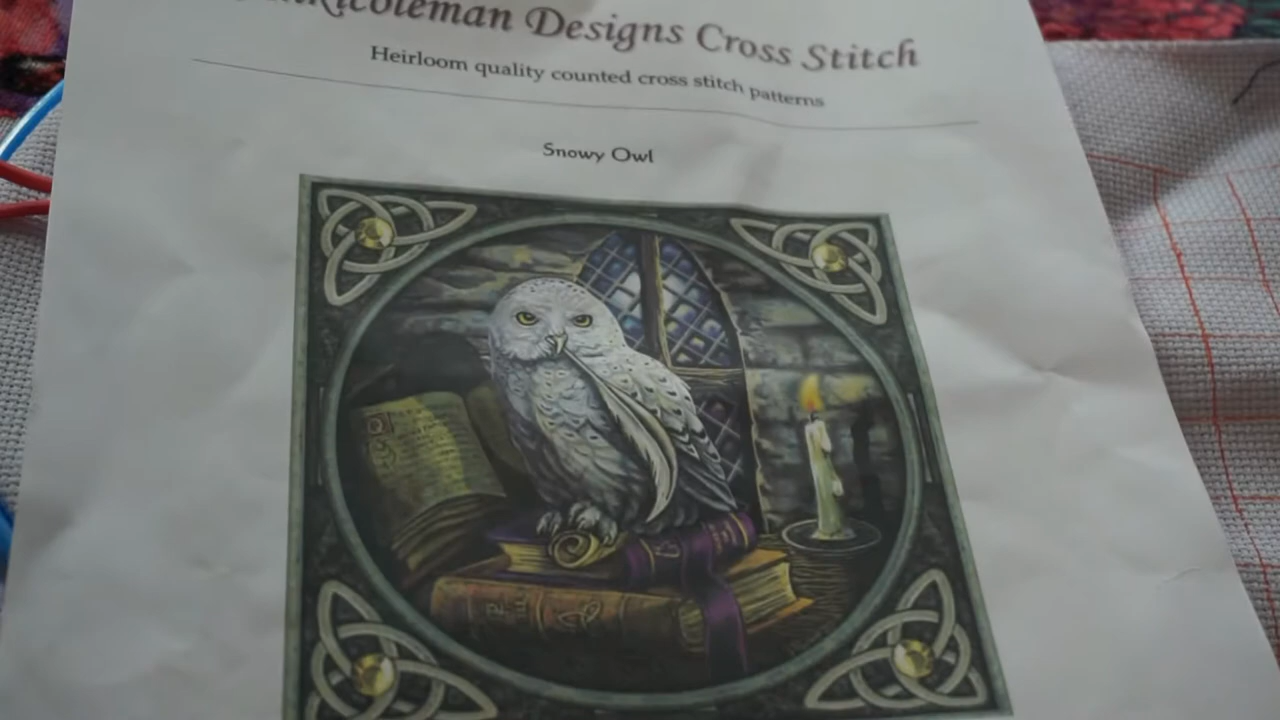 Designs Cross Stitch
Heirloom quality counted cross stitch patterns
Snowy Owl